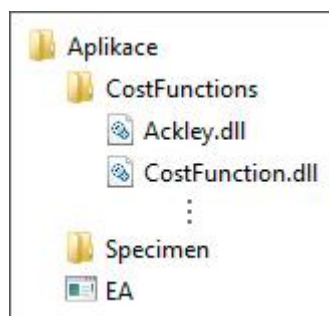 Aplikace
CostFunctions
Ackley.dll
CostFunction.dll
Specimen
EA